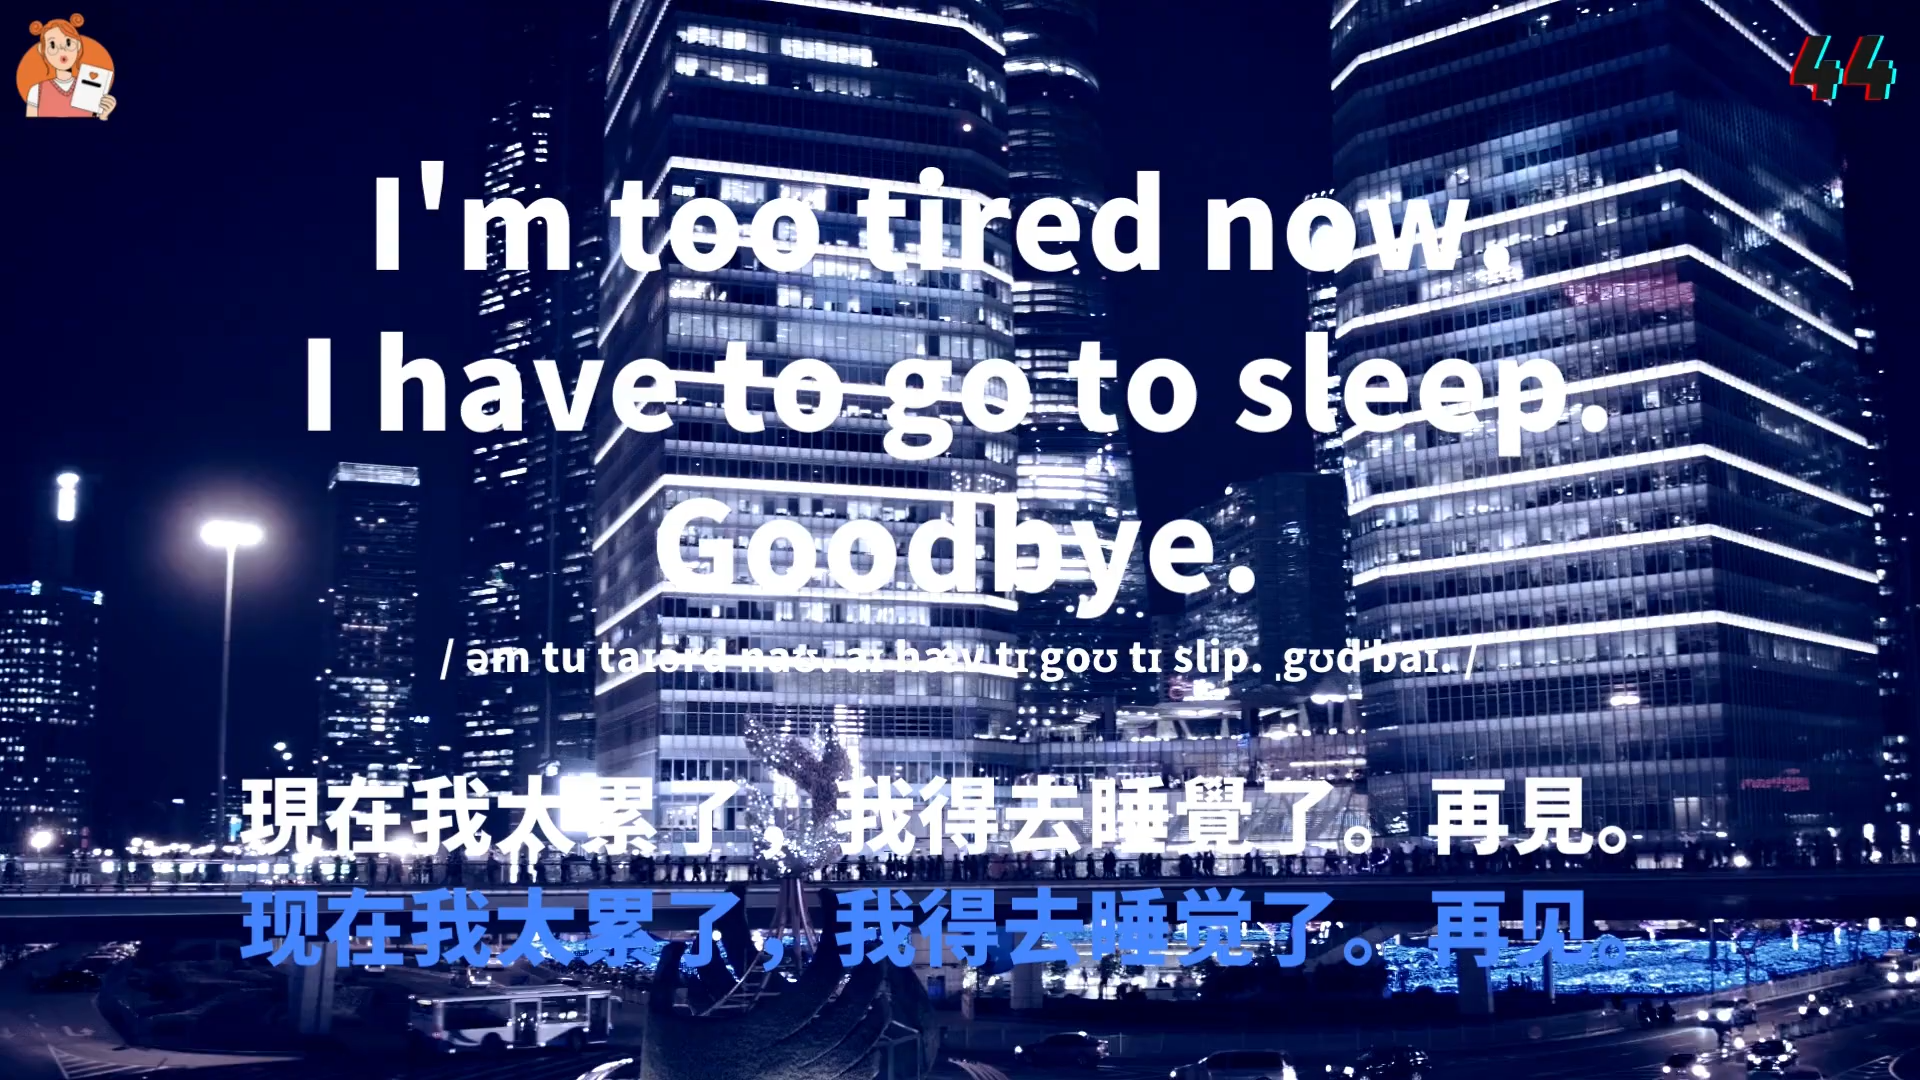 44
I'm too tired now.
I have to go to sleep.
Goodbye.
/ əm tu taɪərd naʊ. aɪ hæv tɪ goʊ tɪ slip. ˌgʊdˈbaɪ. /
現在我太累了，我得去睡覺了。再見。
现在我太累了，我得去睡觉了。再见。